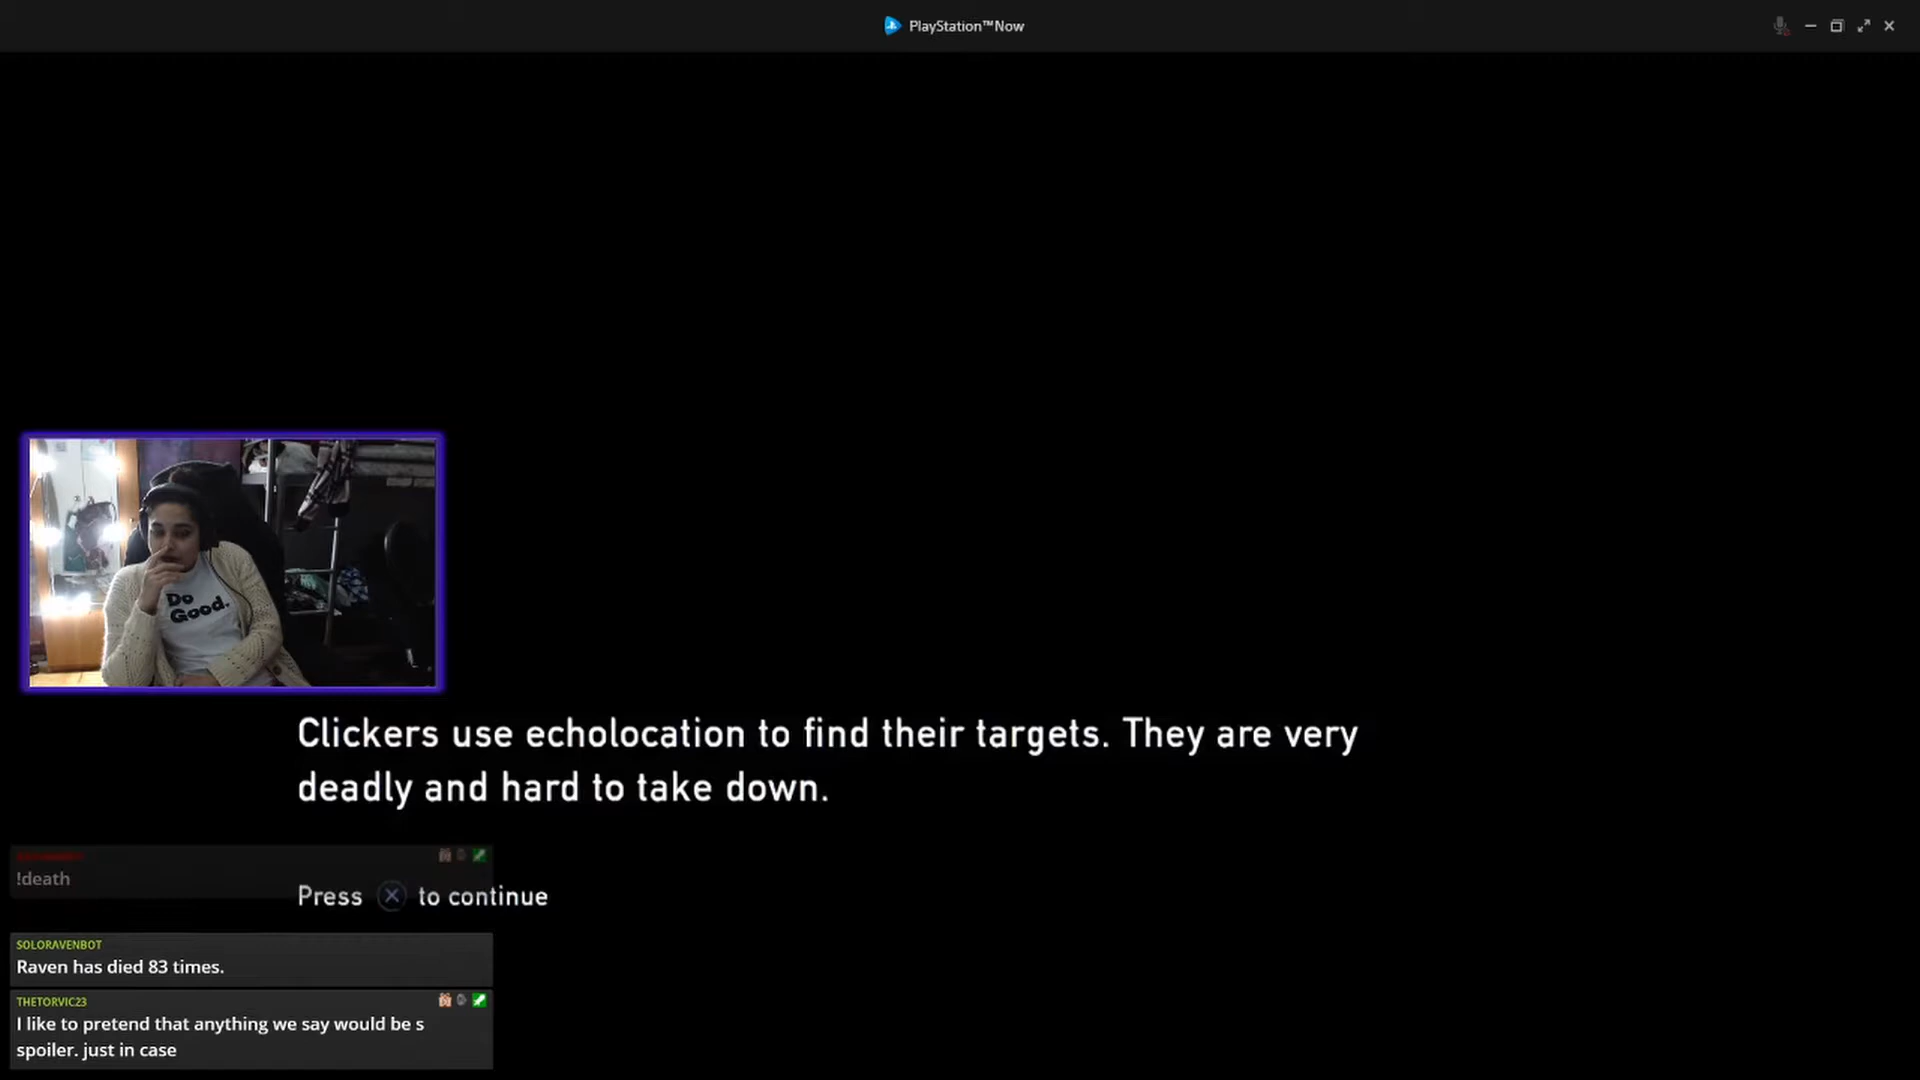 PlayStation™Now
Do
Good.
Clickers use echolocation to find their targets. They are very
deadly and hard to take down.
!death
Press ⓧ to continue
SOLORAVENBOT
Raven has died 83 times.
THETORVIC23
I like to pretend that anything we say would be s
spoiler. just in case